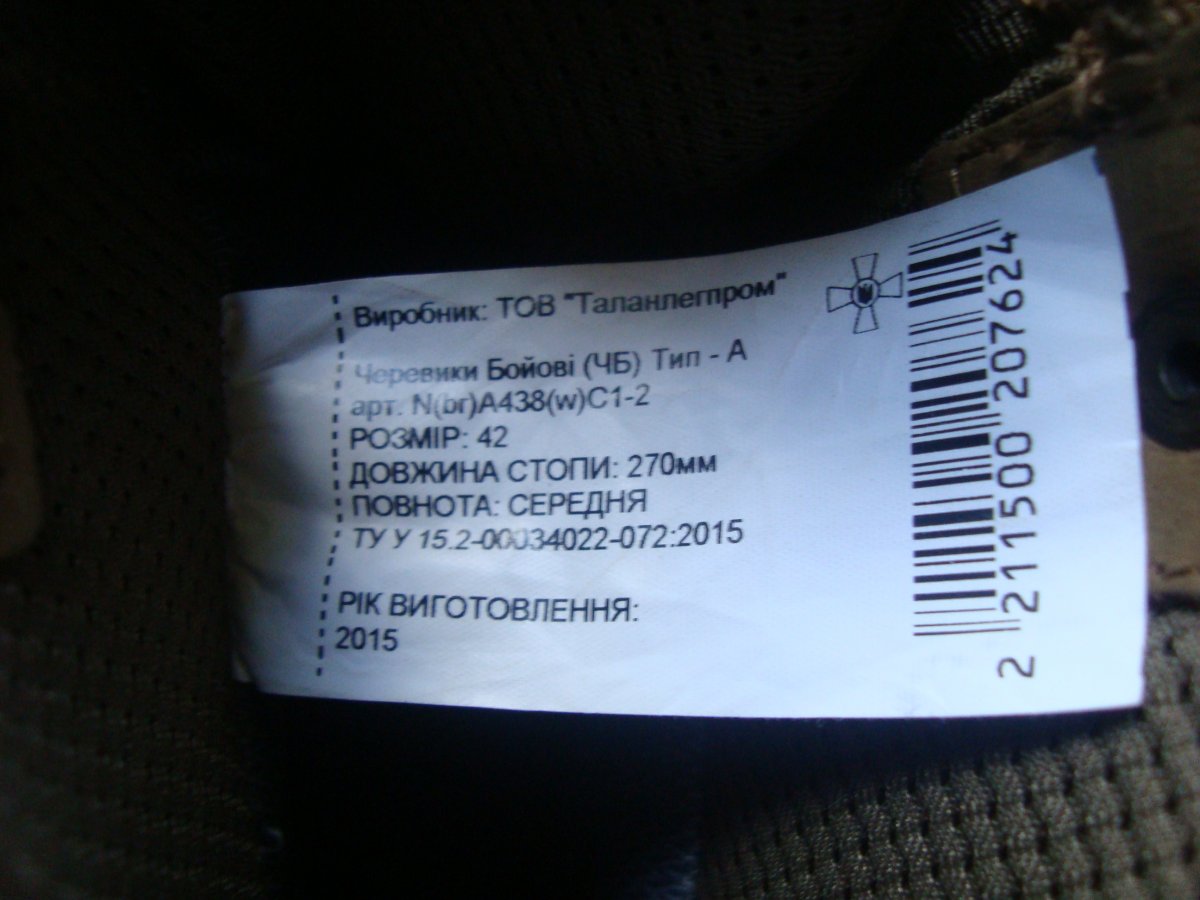 Виробник: ТОВ "Таланлегпром"
Черевики Бойові (ЧБ) Тип - А
арт. N(br)A438(w)C1-2
РОЗМІР: 42
ДОВЖИНА СТОПИ: 270мм
ПОВНОТА: СЕРЕДНЯ
ТУ У 15.2-00034022-072:2015
РІК ВИГОТОВЛЕННЯ:
2015
2 211500 207624